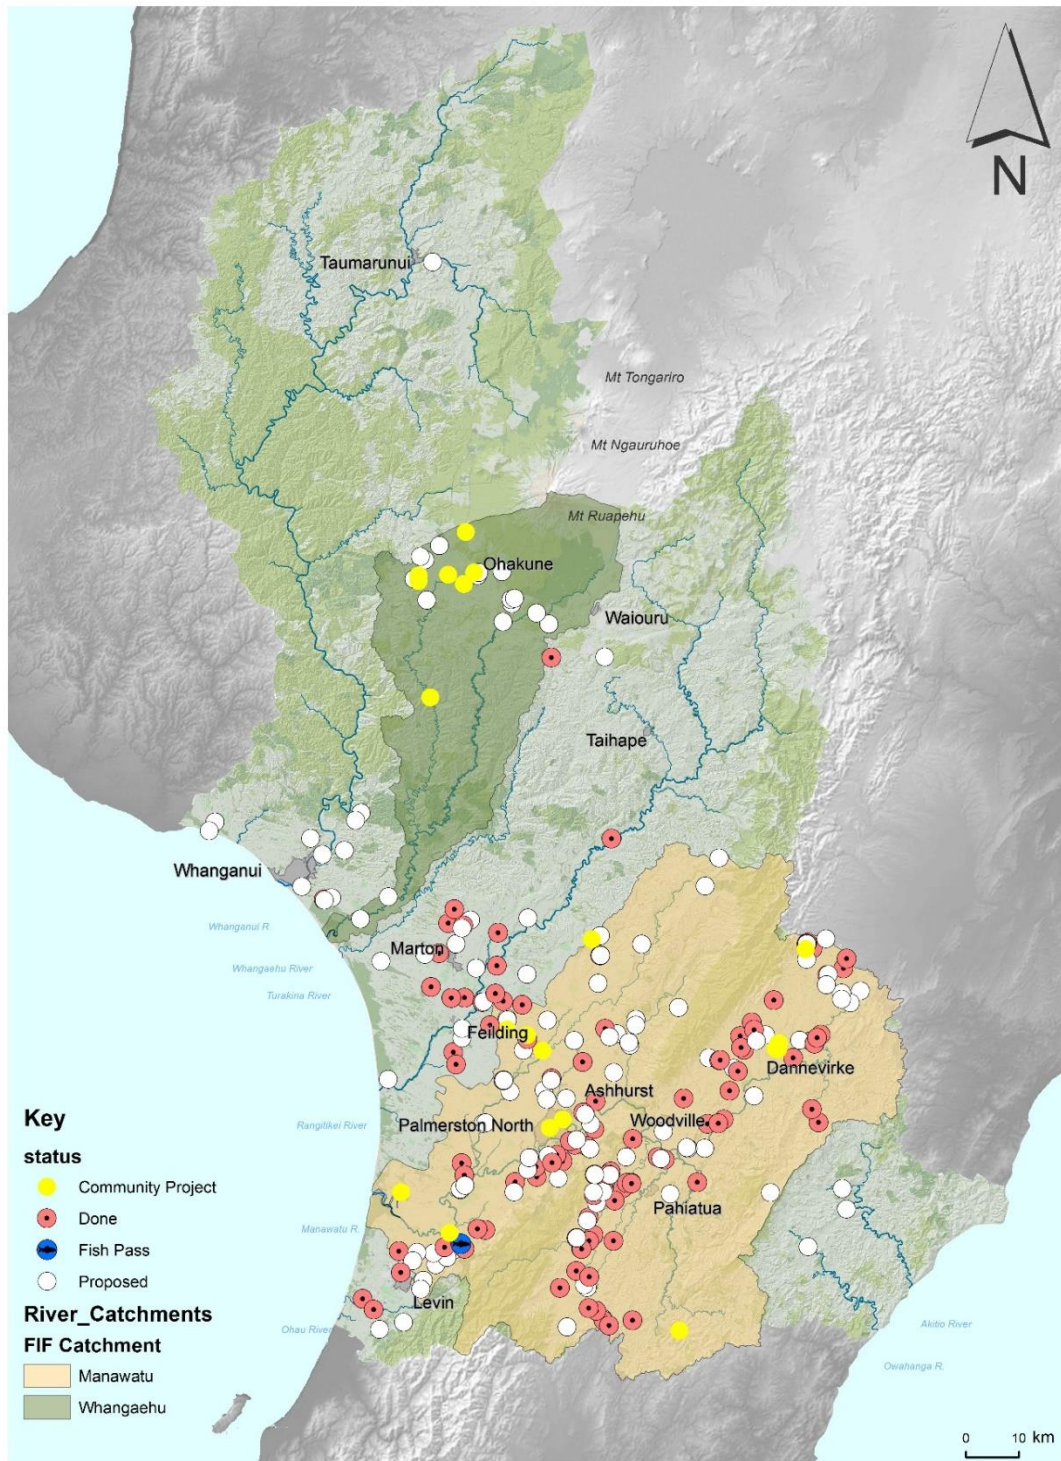 N
Taumarunui
Mt Tongariro
Mt Ngauruhoe
Mt Ruapehu
Ohakune
Waiouru
Taihape
Whanganui
Whanganui R.
Marton
Whangaehu River
Turakina River
Feilding
Dannevirke
Ashhurst
Rangitikei River
Palmerston North
Woodville
Pahiatua
Manawatu R.
Levin
Ohau River
Akitio River
Owahanga R.
Key
status
Community Project
Done
Fish Pass
Proposed
River_Catchments
FIF Catchment
Manawatu
Whangaehu
0 10 km